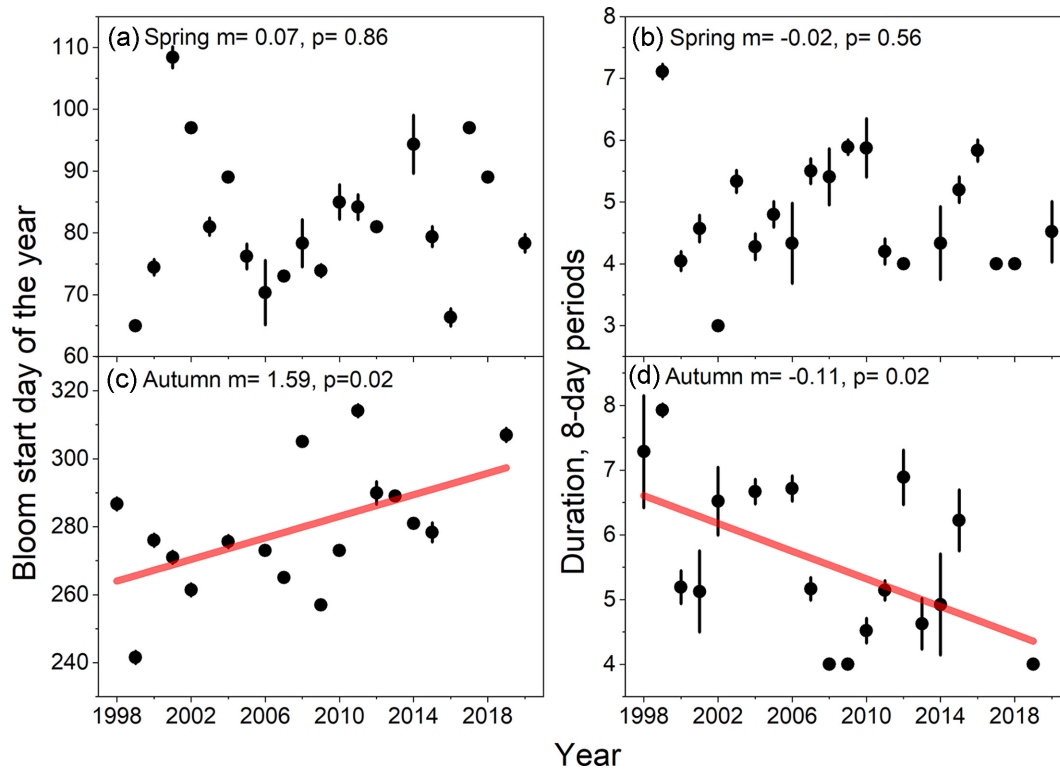 (a) Spring m= 0.07, p= 0.86
110
100
90
80
70
60
(b) Spring m= -0.02, p= 0.56
8
7
6
5
4
3
(c) Autumn m= 1.59, p=0.02
320
300
280
260
240
1998 2002 2006 2010 2014 2018
(d) Autumn m= -0.11, p= 0.02
8
7
6
5
4
1998 2002 2006 2010 2014 2018
Bloom start day of the year
Duration, 8-day periods
Year